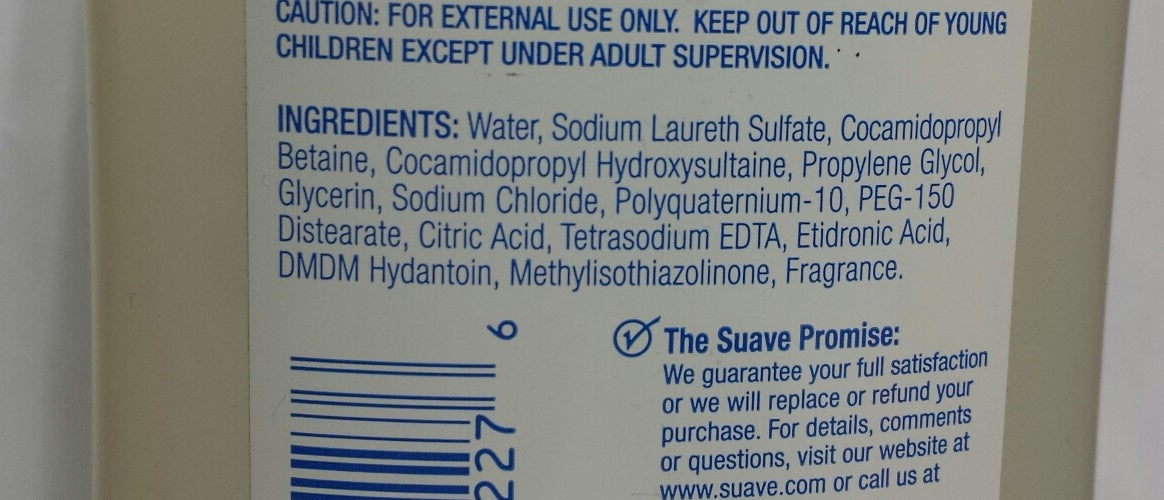 CAUTION: FOR EXTERNAL USE ONLY. KEEP OUT OF REACH OF YOUNG
CHILDREN EXCEPT UNDER ADULT SUPERVISION.
INGREDIENTS: Water, Sodium Laureth Sulfate, Cocamidopropyl
Betaine, Cocamidopropyl Hydroxysultaine, Propylene Glycol,
Glycerin, Sodium Chloride, Polyquaternium-10, PEG-150
Distearate, Citric Acid, Tetrasodium EDTA, Etidronic Acid,
DMDM Hydantoin, Methylisothiazolinone, Fragrance.
6
227
The Suave Promise:
We guarantee your full satisfaction
or we will replace or refund your
purchase. For details, comments
or questions, visit our website at
www.suave.com or call us at